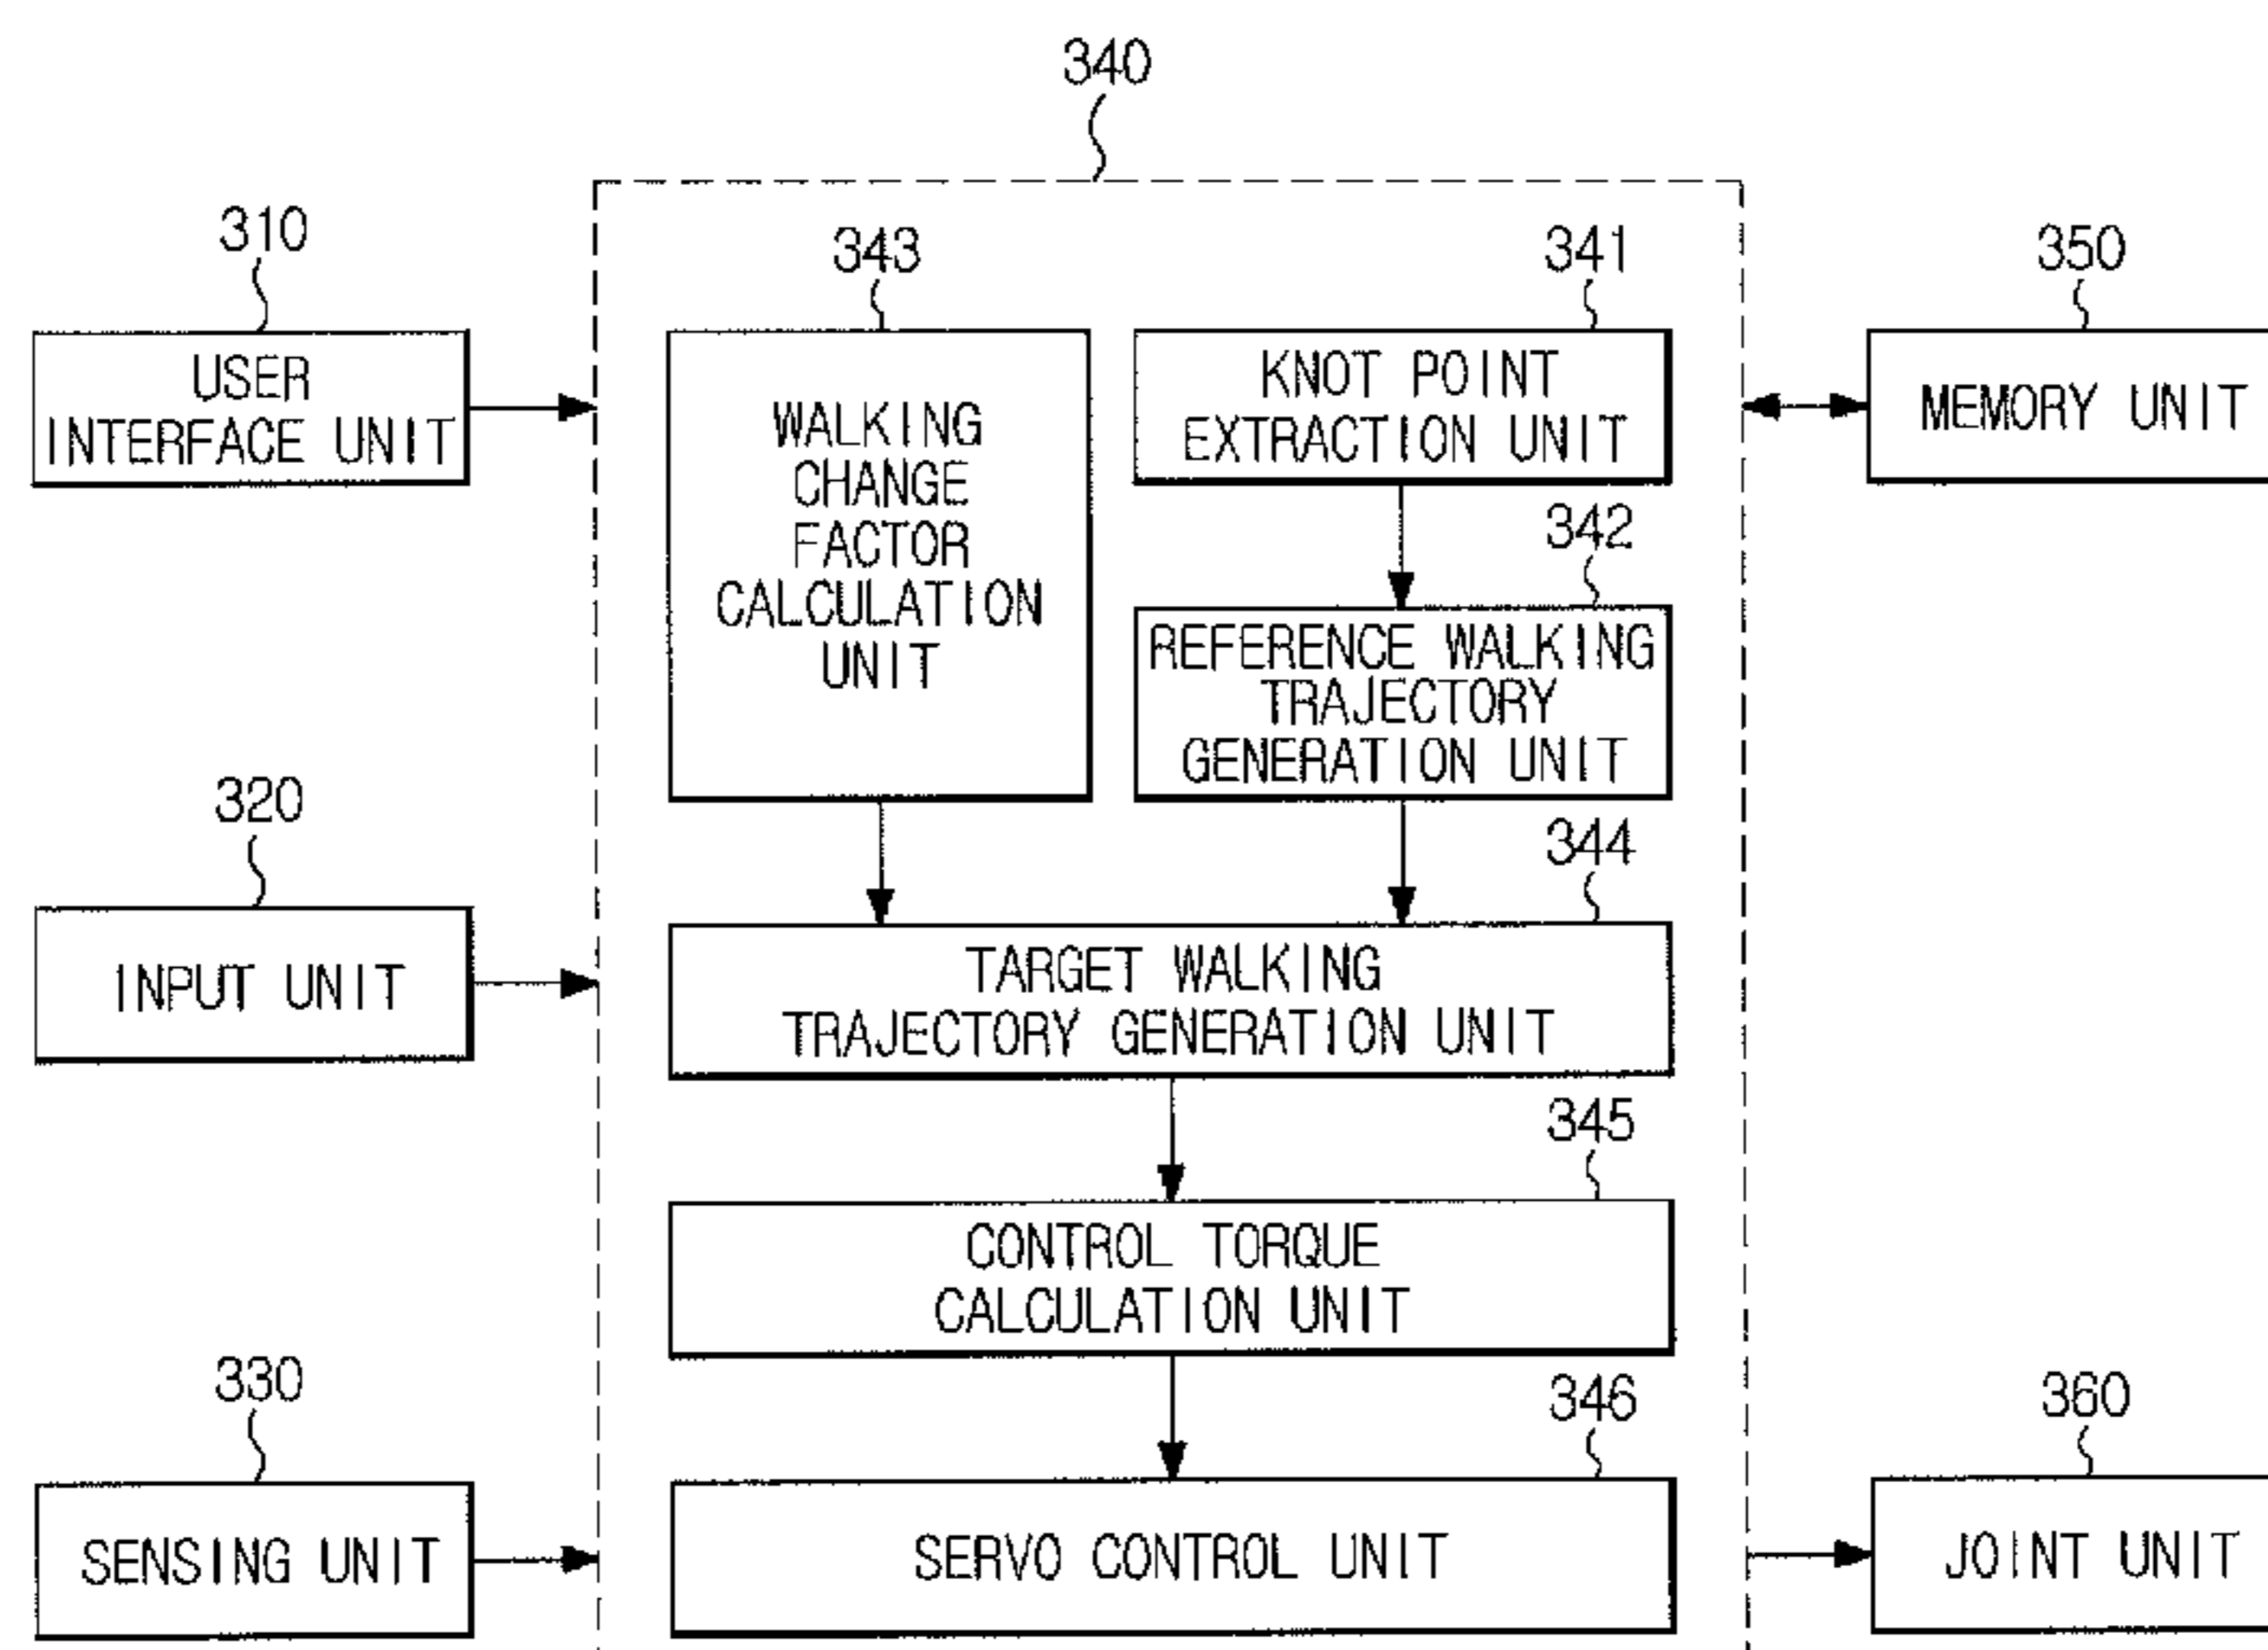 340
310
USER
INTERFACE UNIT
343
WALKING
CHANGE
FACTOR
CALCULATION
UNIT
341
KNOT POINT
EXTRACTION UNIT
350
MEMORY UNIT
342
REFERENCE WALKING
TRAJECTORY
GENERATION UNIT
320
INPUT UNIT
344
TARGET WALKING
TRAJECTORY GENERATION UNIT
345
CONTROL TORQUE
CALCULATION UNIT
330
SENSING UNIT
346
SERVO CONTROL UNIT
360
JOINT UNIT